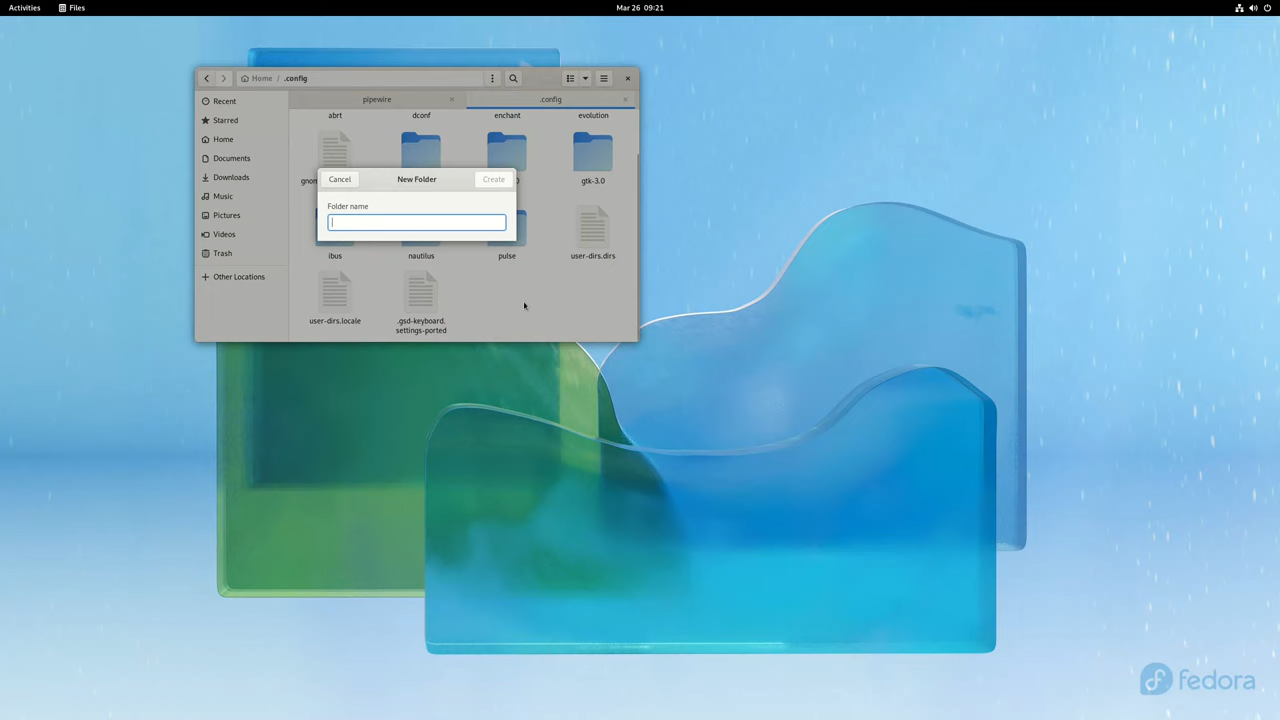 Activities Files Mar 26 09:21
Home / .config
pipewire .config
Recent
Starred
Home
Documents
Downloads
Music
Pictures
Videos
Trash
Other Locations
abrt dconf enchant evolution
gtk-3.0
New Folder
Cancel
Create
Folder name
ibus nautilus pulse user-dirs.dirs
user-dirs.locale .gsd-keyboard.
settings-ported
fedora